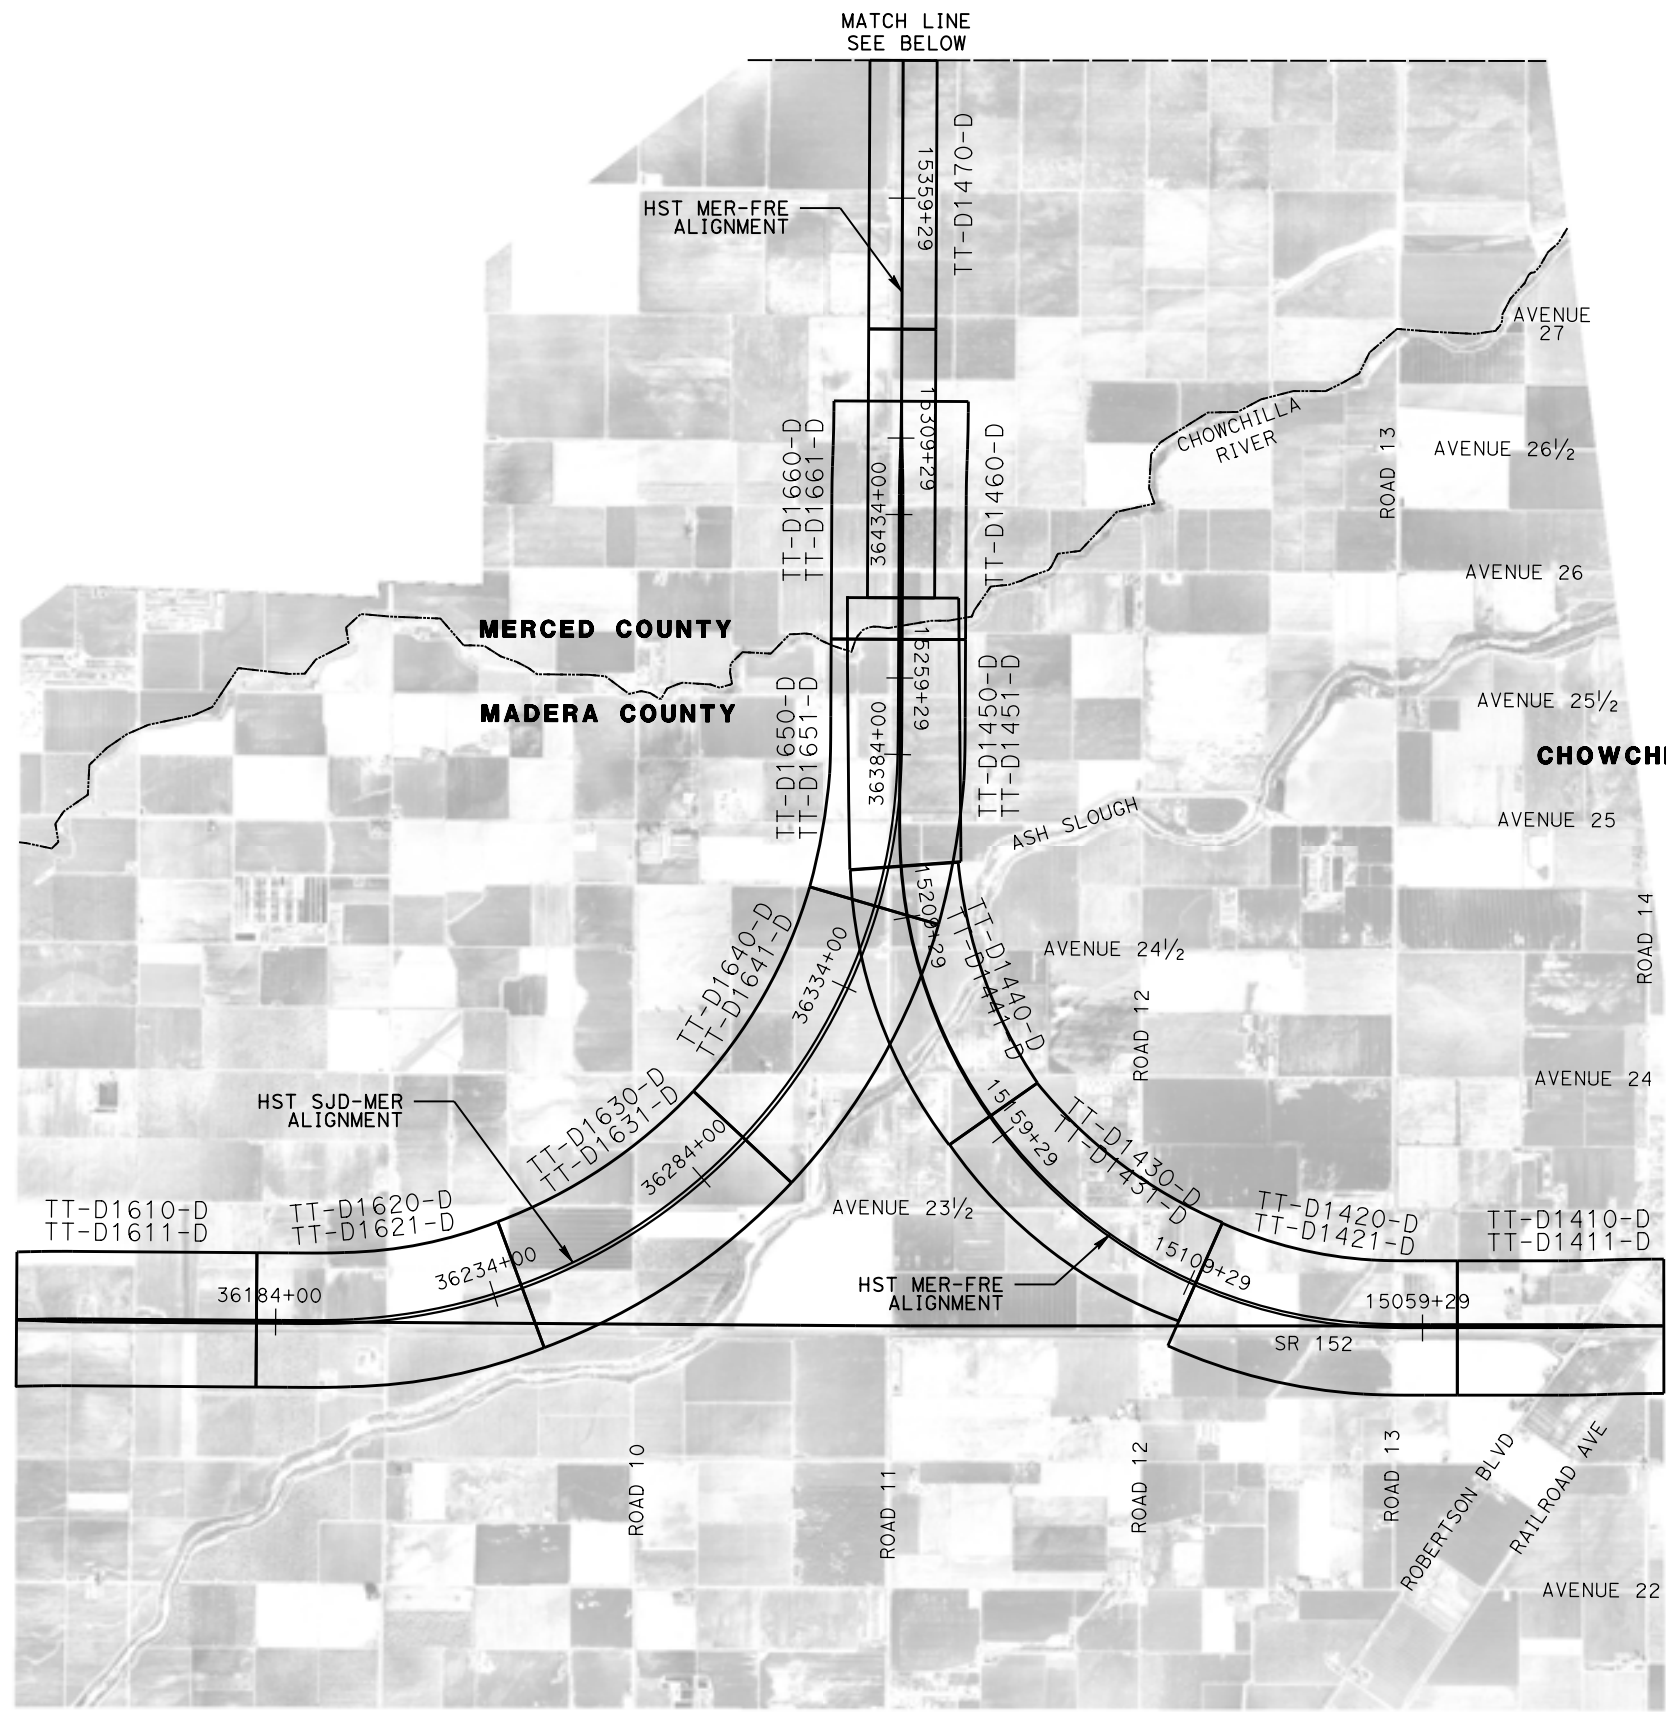 MATCH LINE
SEE BELOW
TT-D1470-D
15359+29
HST MER-FRE
ALIGNMENT
AVENUE
27
CHOWCHILLA
RIVER
ROAD 13
AVENUE 26½
15309+29
TT-D1660-D
TT-D1661-D
36434+00
TT-D1460-D
AVENUE 26
MERCED COUNTY
MADERA COUNTY
15259+29
TT-D1650-D
TT-D1651-D
36384+00
TT-D1450-D
TT-D1451-D
AVENUE 25½
CHOWCHI
ASH SLOUGH
AVENUE 25
15209+29
TT-D1640-D
TT-D1641-D
36334+00
TT-D1440-D
TT-D1441-D
AVENUE 24½
ROAD 14
ROAD 12
AVENUE 24
HST SJD-MER
ALIGNMENT
TT-D1630-D
TT-D1631-D
36284+00
15159+29
TT-D1430-D
TT-D1431-D
AVENUE 23½
TT-D1610-D
TT-D1611-D
TT-D1620-D
TT-D1621-D
TT-D1420-D
TT-D1421-D
TT-D1410-D
TT-D1411-D
36184+00
36234+00
HST MER-FRE
ALIGNMENT
15109+29
15059+29
SR 152
ROAD 10
ROAD 11
ROAD 12
ROAD 13
ROBERTSON BLVD
RAILROAD AVE
AVENUE 22